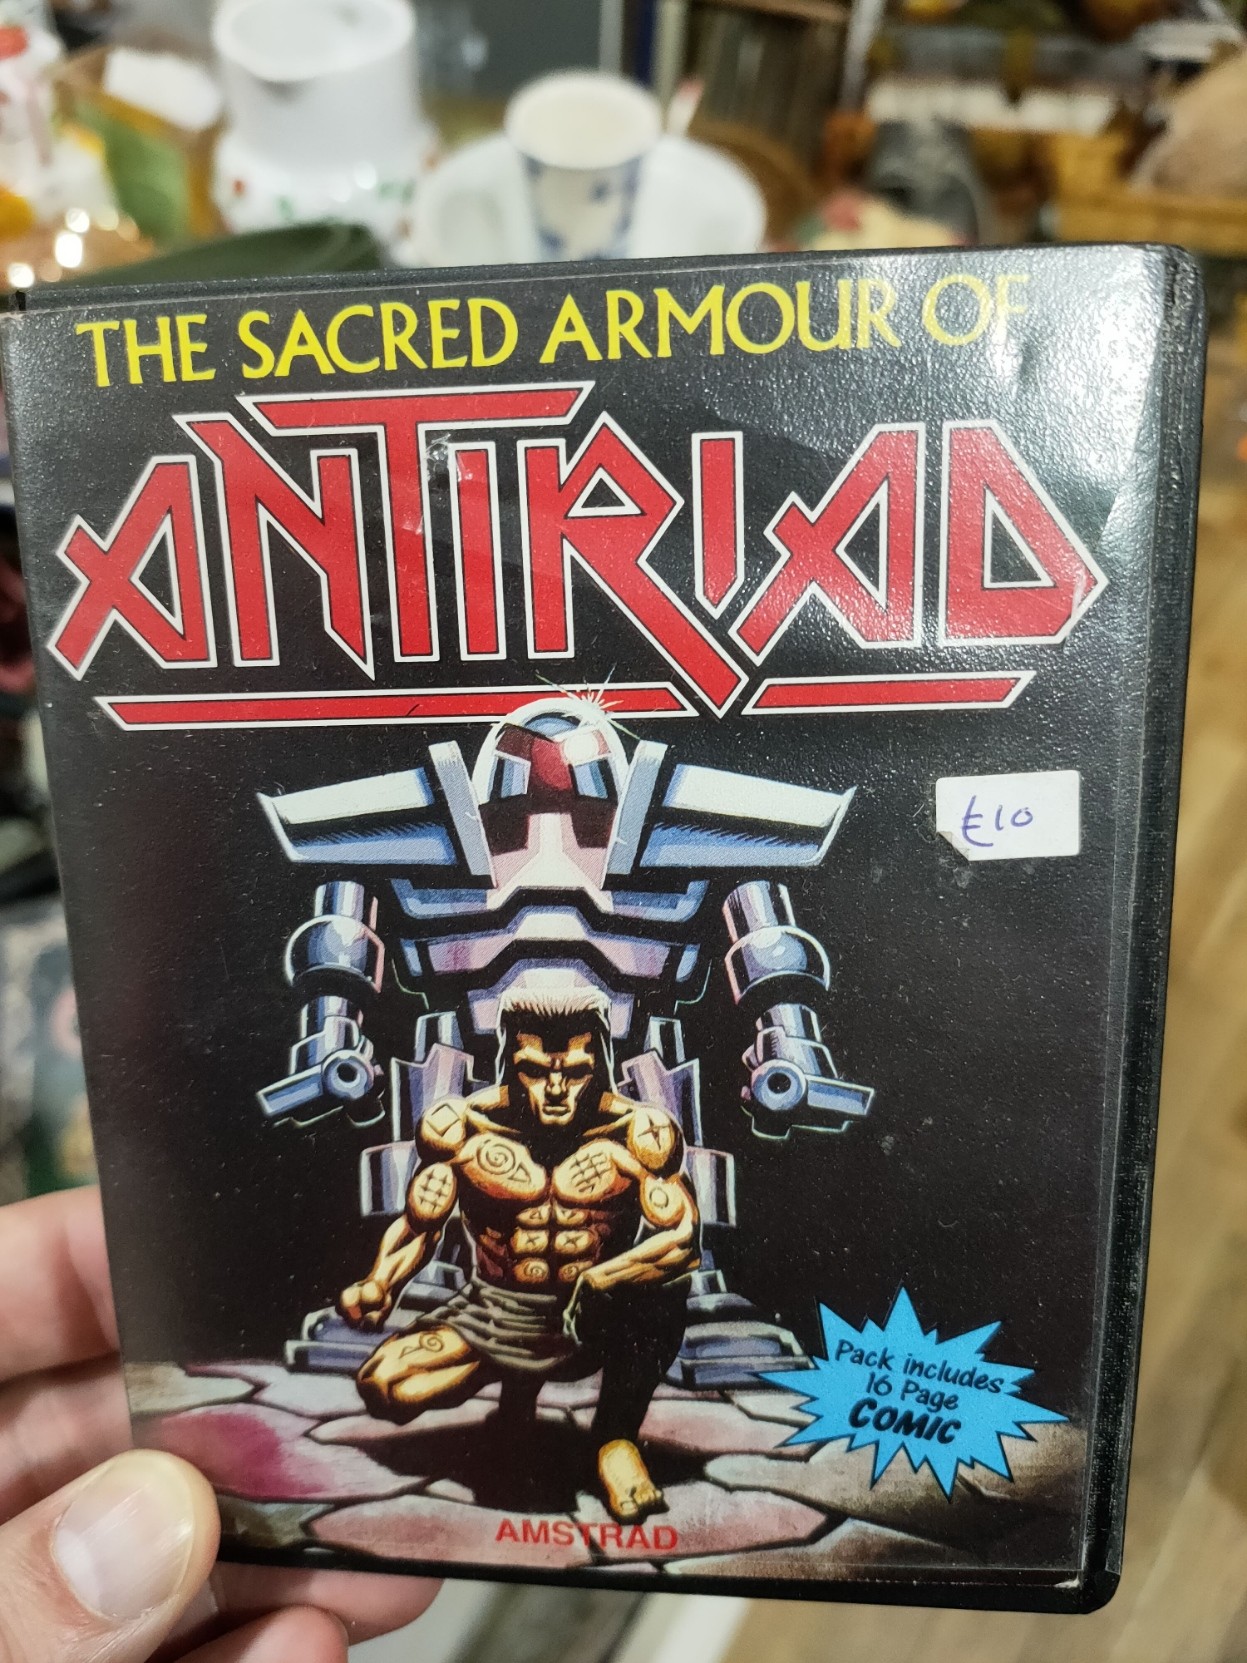 THE SACRED ARMOUR OF
ANTIRIAD
£10
Pack includes
16 Page
COMIC
AMSTRAD